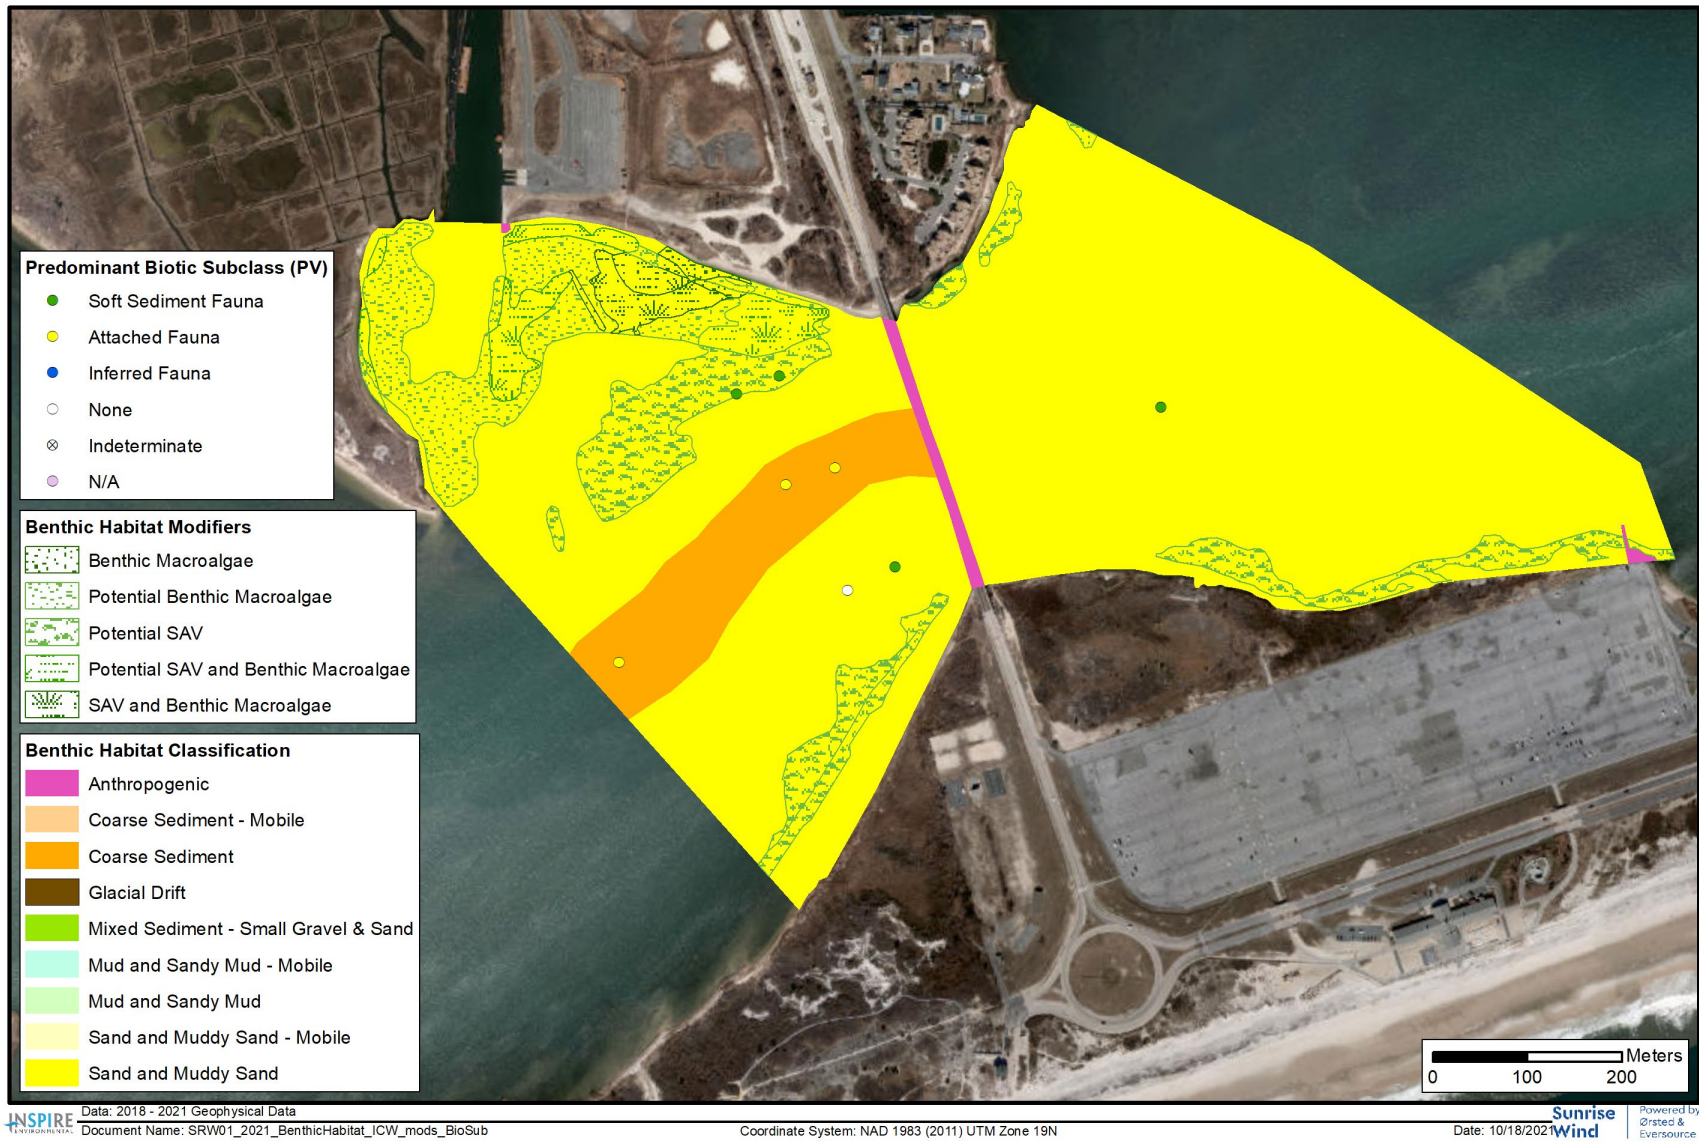 Predominant Biotic Subclass (PV)
Soft Sediment Fauna
Attached Fauna
Inferred Fauna
None
Indeterminate
N/A
Benthic Habitat Modifiers
Benthic Macroalgae
Potential Benthic Macroalgae
Potential SAV
Potential SAV and Benthic Macroalgae
SAV and Benthic Macroalgae
Benthic Habitat Classification
Anthropogenic
Coarse Sediment - Mobile
Coarse Sediment
Glacial Drift
Mixed Sediment - Small Gravel & Sand
Mud and Sandy Mud - Mobile
Mud and Sandy Mud
Sand and Muddy Sand - Mobile
Sand and Muddy Sand
Meters
0 100 200
INSPIRE
ENVIRONMENTAL
Data: 2018 - 2021 Geophysical Data
Document Name: SRW01_2021_BenthicHabitat_ICW_mods_BioSub
Coordinate System: NAD 1983 (2011) UTM Zone 19N
Date: 10/18/2021
Sunrise
Wind
Powered by
Ørsted &
Eversource